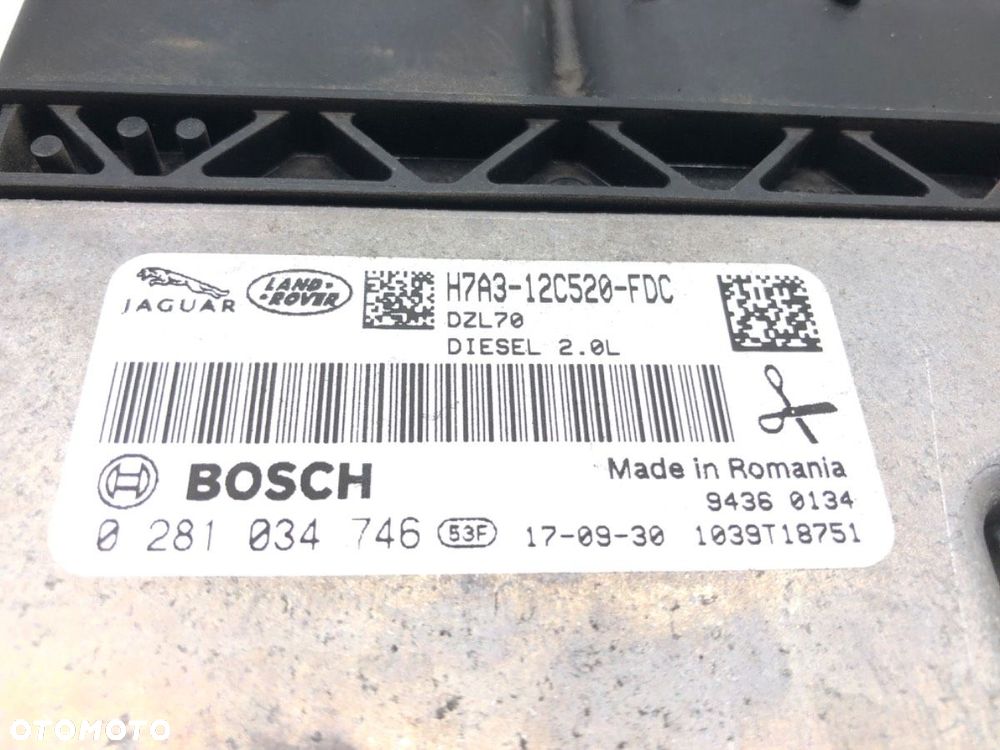 JAGUAR
LAND-
-ROVER
H7A3-12C520-FDC
DZL70
DIESEL 2.0L
BOSCH
Made in Romania
9436 0134
0 281 034 746 53F 17-09-30 1039T18751
OTOMOTO